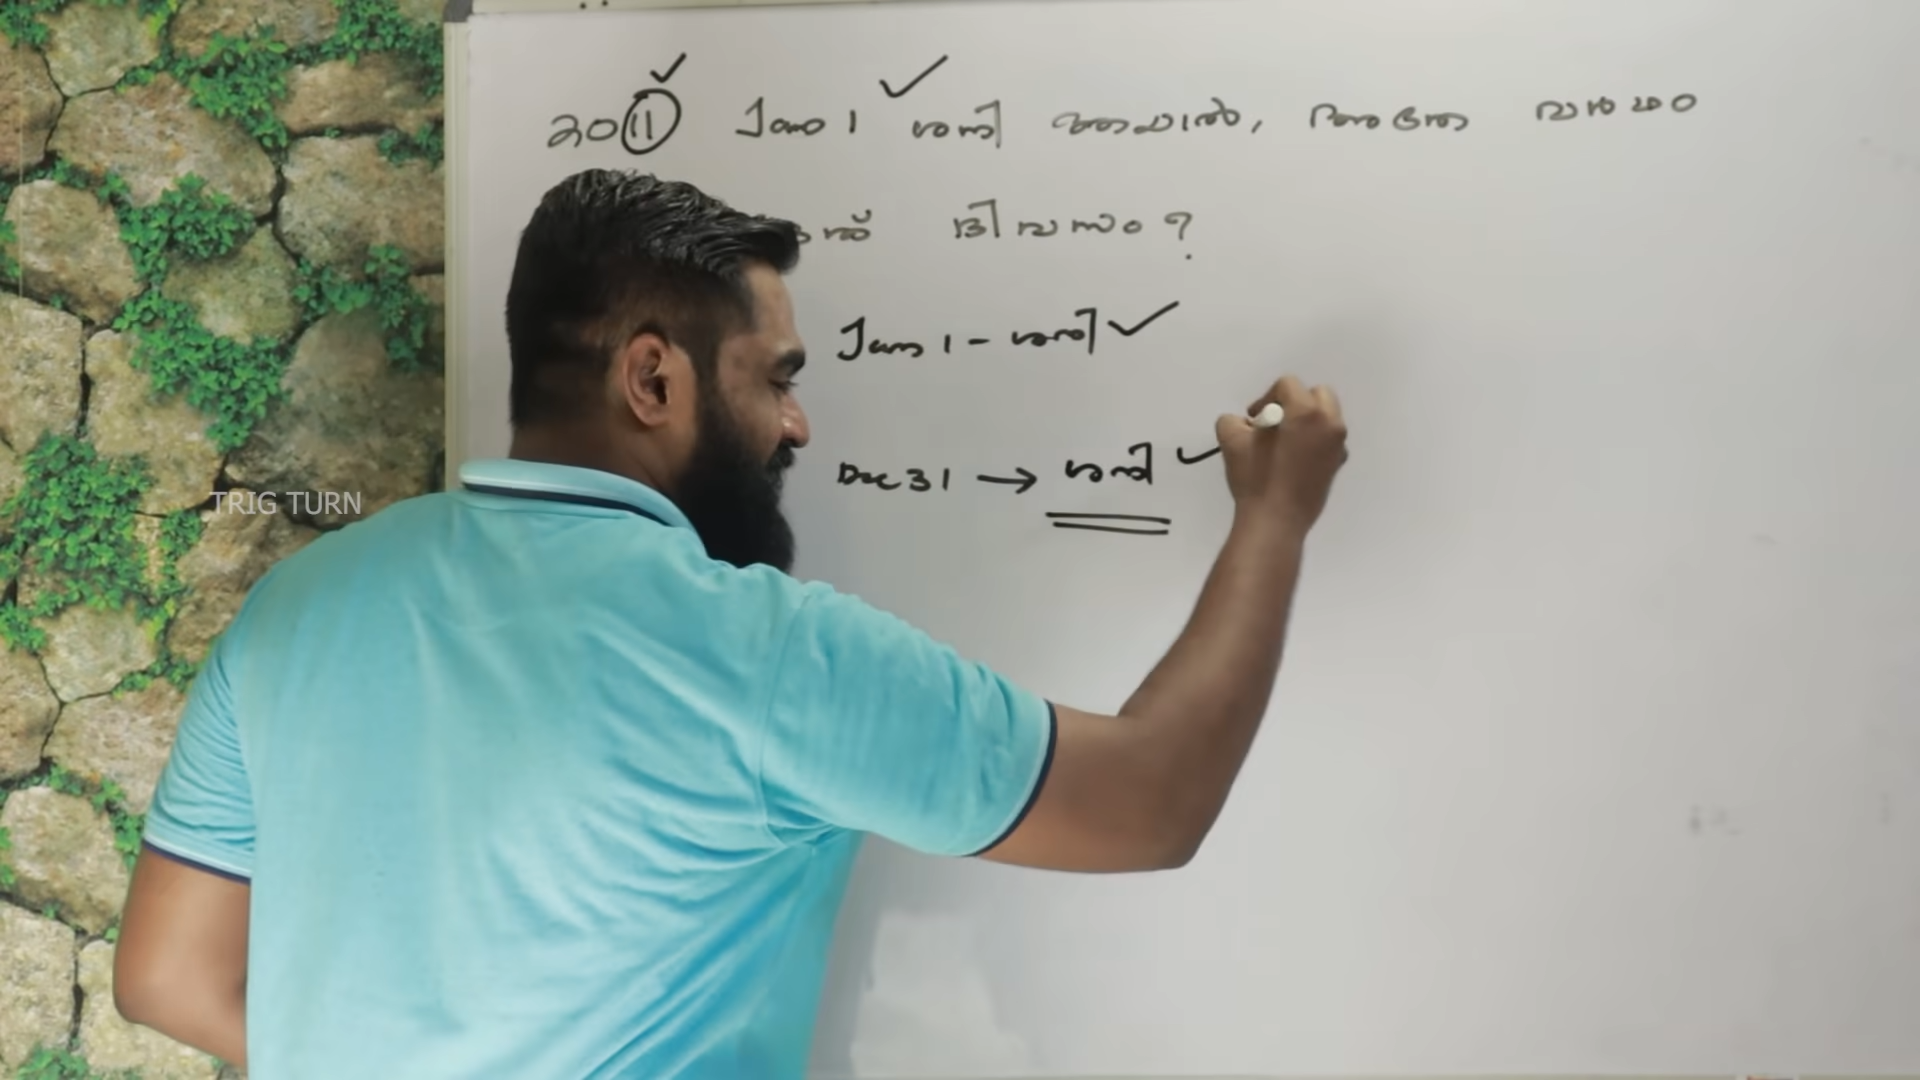 2011 Jan 1 ശനി ആയാൽ, അതേ വർഷം
ദിവസം?
Jan 1 - ശനി
Dec 31 → ശനി
TRIG TURN